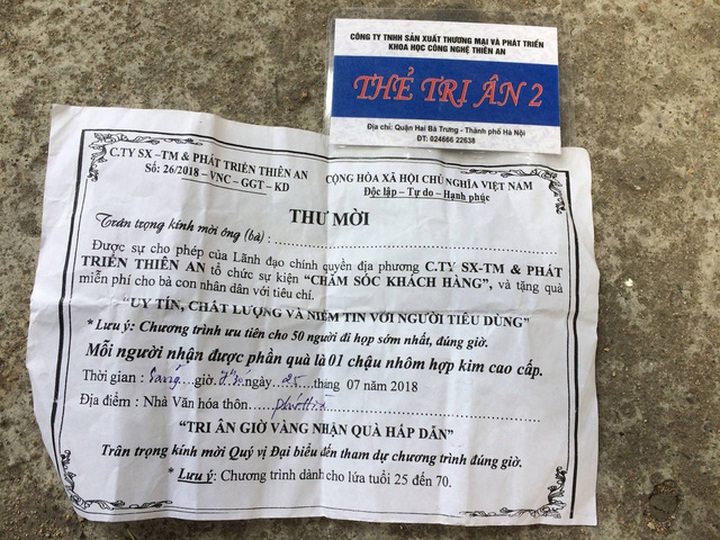 CÔNG TY TNHH SẢN XUẤT THƯƠNG MẠI VÀ PHÁT TRIỂN
KHOA HỌC CÔNG NGHỆ THIÊN AN
THẺ TRI ÂN 2
Địa chỉ: Quận Hai Bà Trưng - Thành phố Hà Nội
ĐT: 024666 22638
C.TY SX -TM & PHÁT TRIỂN THIÊN AN
Số: 26/2018 – VNC – GGT - KD
CỘNG HÒA XÃ HỘI CHỦ NGHĨA VIỆT NAM
Độc lập – Tự do – Hạnh phúc
THƯ MỜI
Trân trọng kính mời ông (bà) :
Được sự cho phép của Lãnh đạo chính quyền địa phương C.TY SX-TM & PHÁT
TRIỂN THIÊN AN tổ chức sự kiện "CHĂM SÓC KHÁCH HÀNG", và tặng quà
miễn phí cho bà con nhân dân với tiêu chí.
"UY TÍN, CHẤT LƯỢNG VÀ NIỀM TIN VỚI NGƯỜI TIÊU DÙNG"
* Lưu ý: Chương trình ưu tiên cho 50 người đi họp sớm nhất, đúng giờ.
Mỗi người nhận được phần quà là 01 chậu nhôm hợp kim cao cấp.
Thời gian : Sáng giờ ngày 25 tháng 07 năm 2018
Địa điểm : Nhà Văn hóa thôn
"TRI ÂN GIỜ VÀNG NHẬN QUÀ HẤP DẪN"
Trân trọng kính mời Quý vị Đại biểu đến tham dự chương trình đúng giờ.
* Lưu ý: Chương trình dành cho lứa tuổi 25 đến 70.